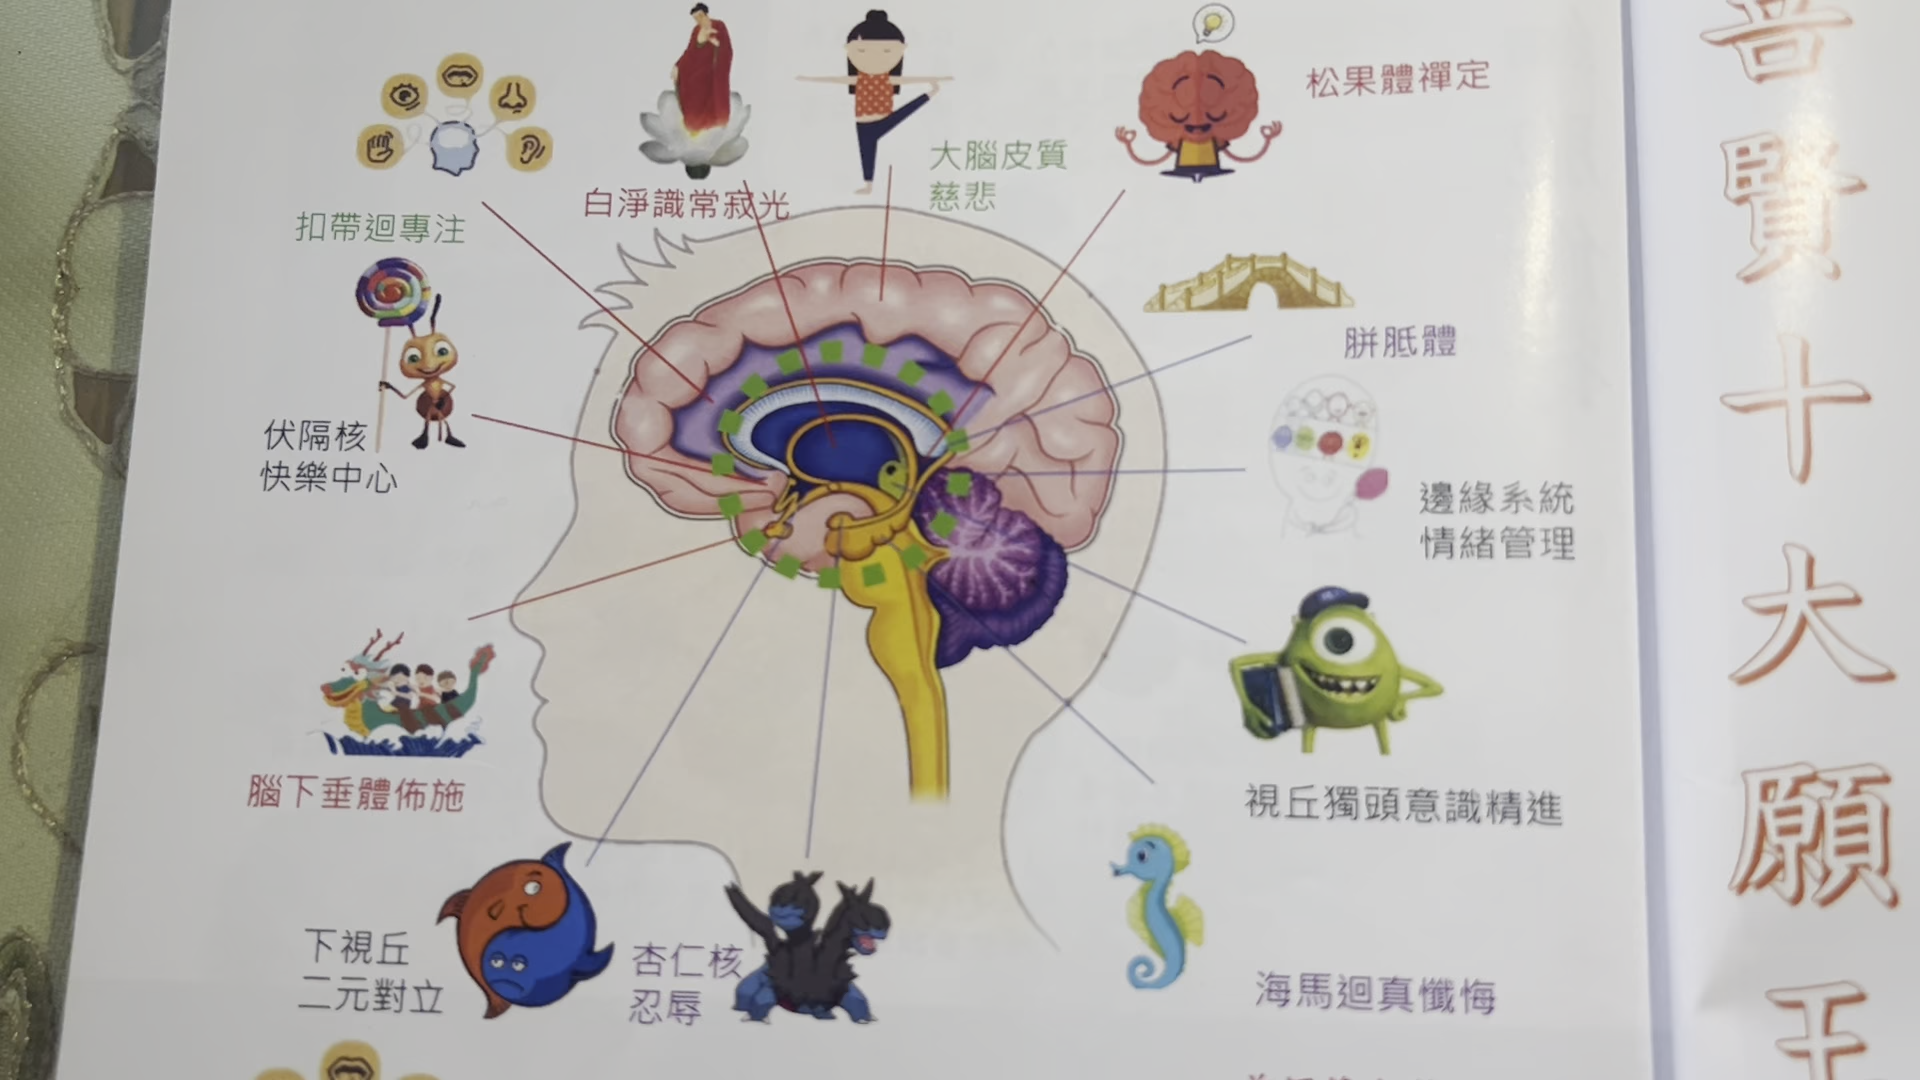 松果體禪定
大腦皮質
慈悲
白淨識常寂光
扣帶迴專注
胼胝體
伏隔核
快樂中心
邊緣系統
情緒管理
腦下垂體佈施
視丘獨頭意識精進
下視丘
二元對立
杏仁核
忍辱
海馬迴真懺悔
普賢十大願王